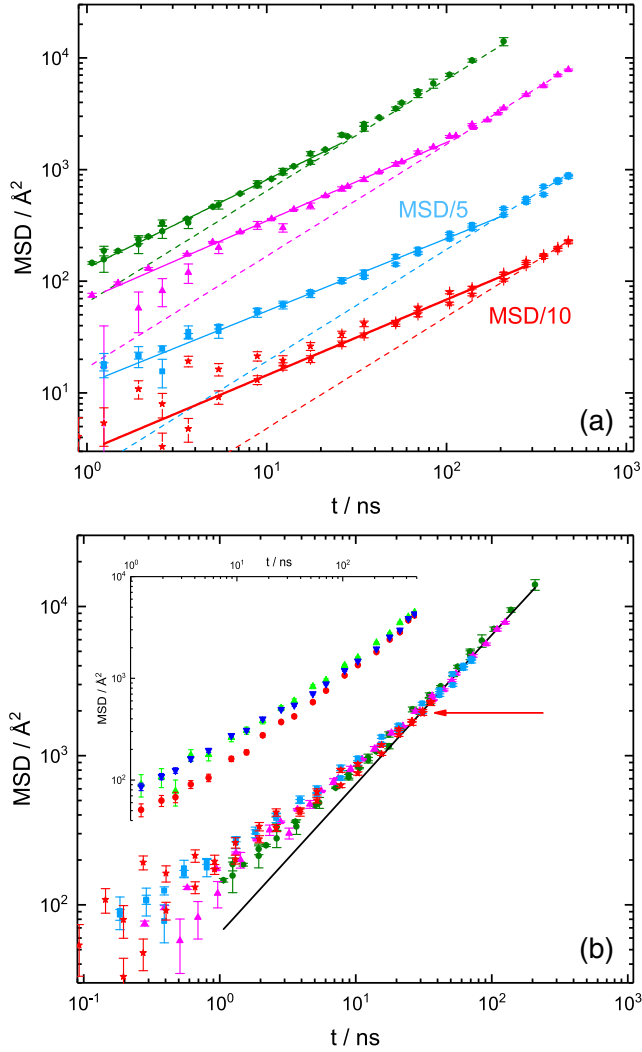 10⁴
10³
10²
10¹
MSD / Å²
MSD/5
MSD/10
(a)
10⁰ 10¹ 10² 10³
t / ns
t / ns
10⁰ 10¹ 10²
10⁴
10³
10²
MSD / Å²
10⁴
10³
10²
MSD / Å²
(b)
10⁻¹ 10⁰ 10¹ 10² 10³
t / ns